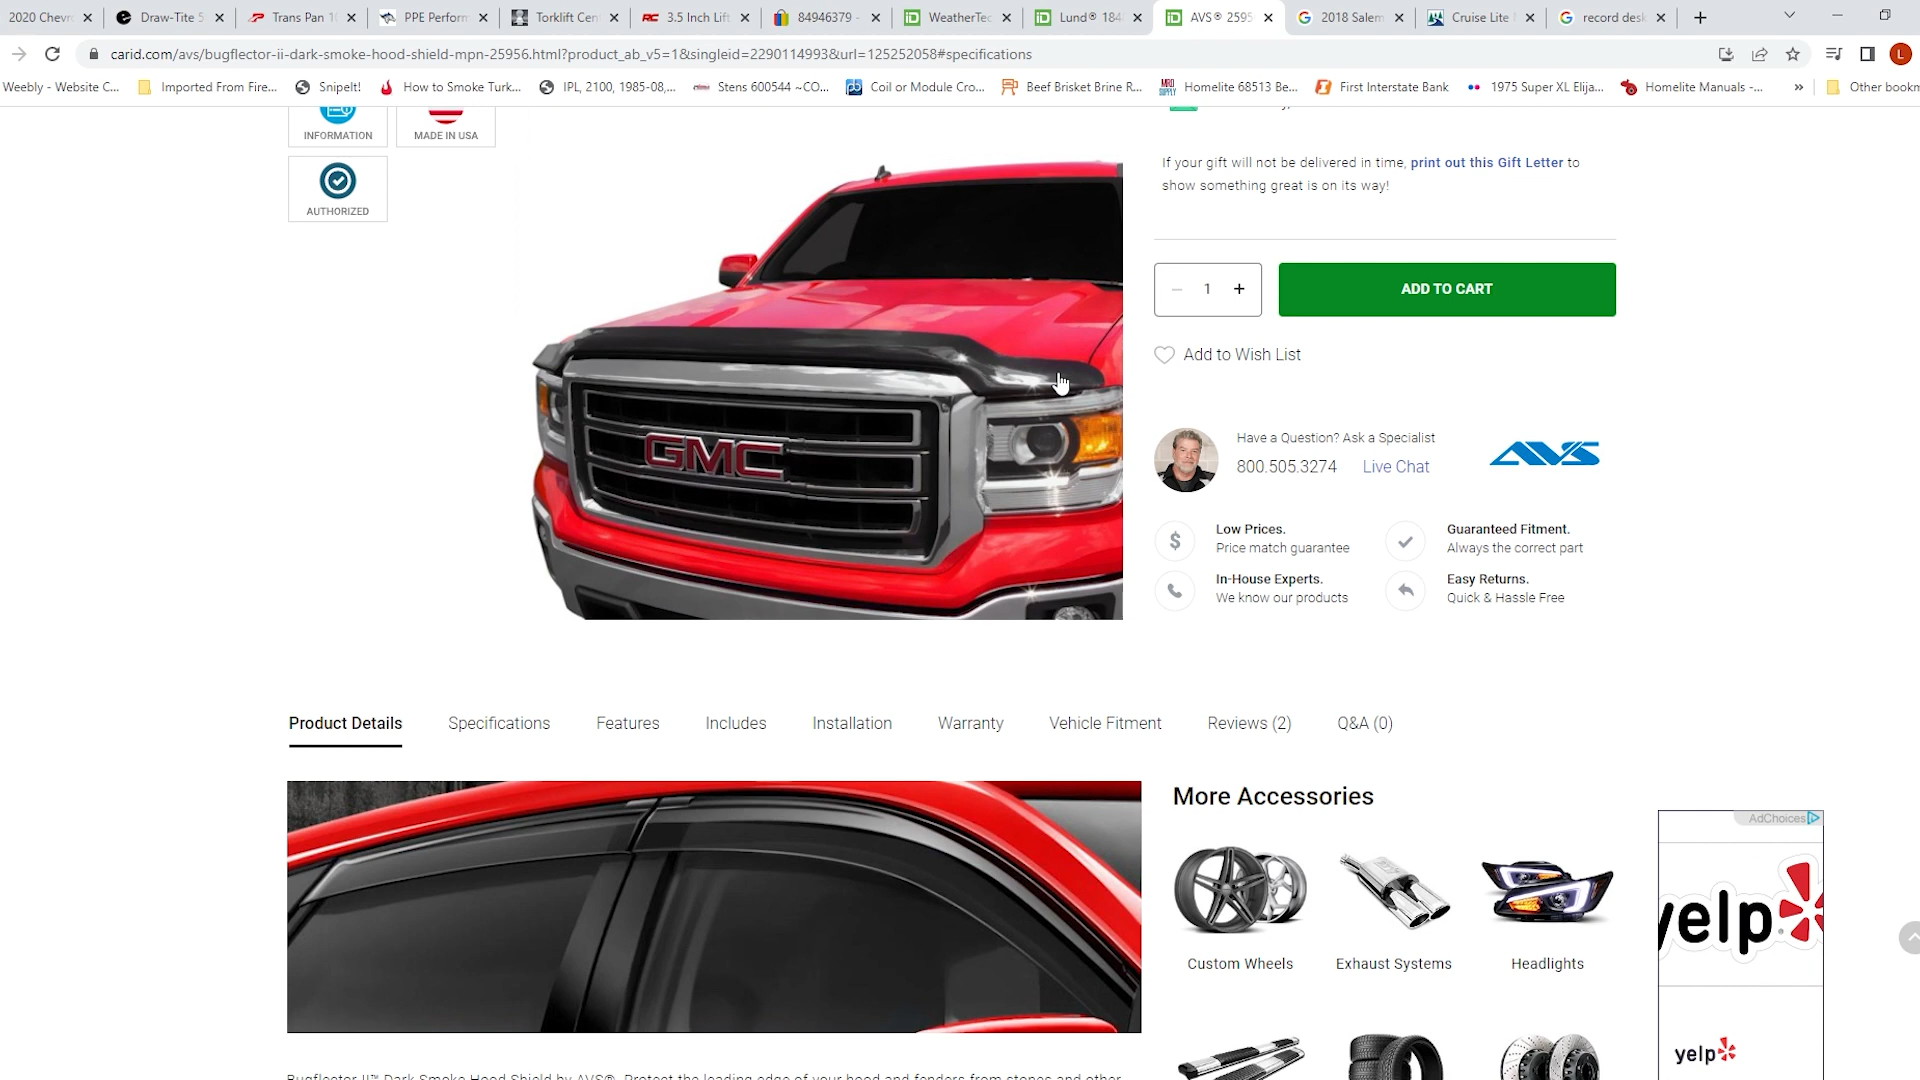 2020 Chevr
Draw-Tite 5
Trans Pan 1
PPE Perform
Torklift Cen
3.5 Inch Lift
84946379 -
WeatherTec
Lund® 184
AVS® 2595
2018 Salem
Cruise Lite
record desk
carid.com/avs/bugflector-ii-dark-smoke-hood-shield-mpn-25956.html?product_ab_v5=1&singleid=2290114993&url=125252058#specifications
L
Weebly - Website C...
Imported From Fire...
SnipeIt!
How to Smoke Turk...
IPL, 2100, 1985-08,...
Stens 600544 ~CO...
Coil or Module Cro...
Beef Brisket Brine R...
Homelite 68513 Be...
First Interstate Bank
1975 Super XL Elija...
Homelite Manuals -...
»
Other bookm
INFORMATION
MADE IN USA
AUTHORIZED
If your gift will not be delivered in time, print out this Gift Letter to
show something great is on its way!
1
ADD TO CART
Add to Wish List
GMC
Have a Question? Ask a Specialist
800.505.3274 Live Chat
AVS
Low Prices.
Price match guarantee
Guaranteed Fitment.
Always the correct part
In-House Experts.
We know our products
Easy Returns.
Quick & Hassle Free
Product Details
Specifications
Features
Includes
Installation
Warranty
Vehicle Fitment
Reviews (2)
Q&A (0)
More Accessories
AdChoices
Custom Wheels
Exhaust Systems
Headlights
yelp
yelp
Bugflector II™ Dark Smoke Hood Shield by AVS®. Protect the leading edge of your hood and fenders from stones and other